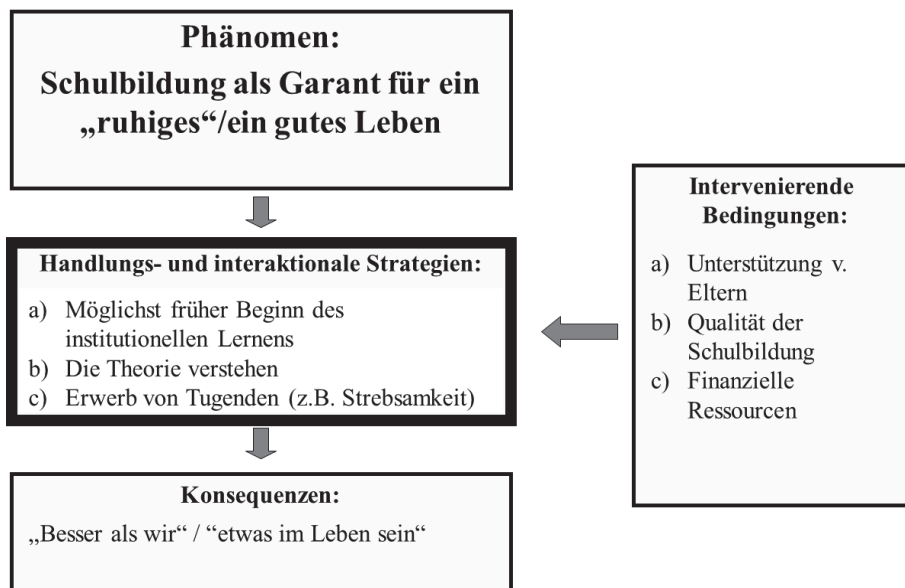 Phänomen:
Schulbildung als Garant für ein
„ruhiges“/ein gutes Leben
Handlungs- und interaktionale Strategien:
a) Möglichst früher Beginn des
institutionellen Lernens
b) Die Theorie verstehen
c) Erwerb von Tugenden (z.B. Strebsamkeit)
Konsequenzen:
„Besser als wir“ / “etwas im Leben sein“
Intervenierende
Bedingungen:
a) Unterstützung v.
Eltern
b) Qualität der
Schulbildung
c) Finanzielle
Ressourcen